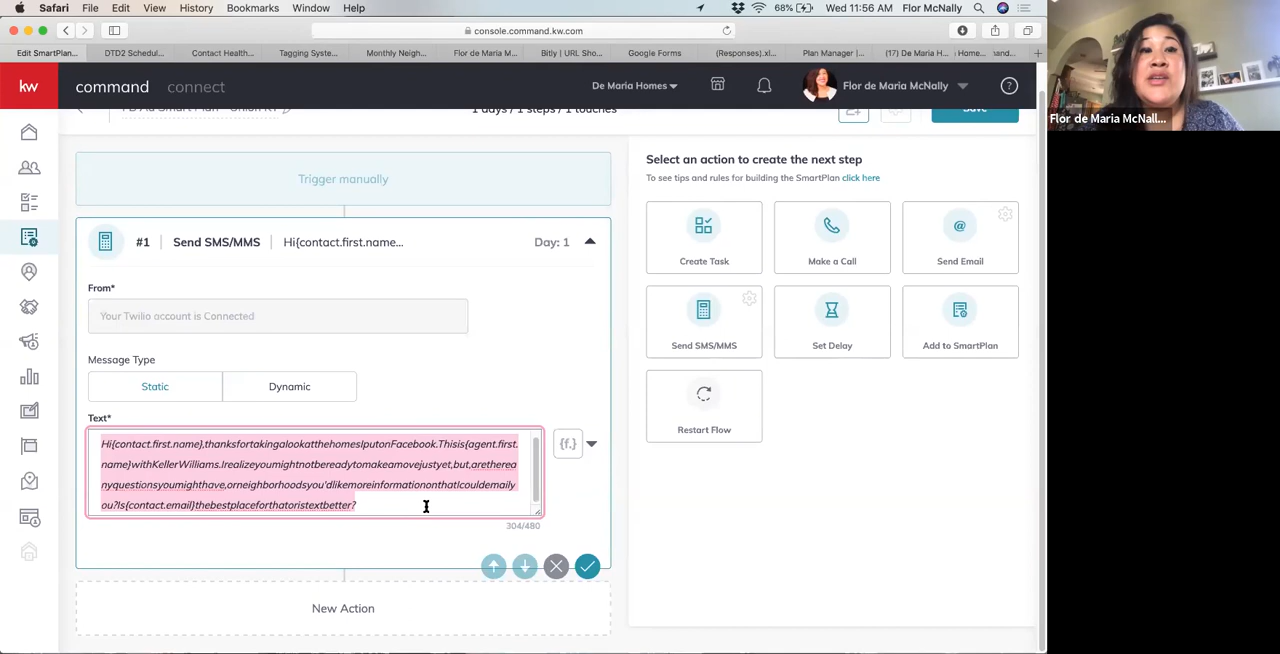 Safari File Edit View History Bookmarks Window Help
68% Wed 11:56 AM Flor McNally
console.command.kw.com
Edit SmartPlan... DTD2 Schedul... Contact Health... Tagging Syste... Monthly Neigh... Flor de Maria M... Bitly | URL Sho... Google Forms (Responses).xl... Plan Manager |... (17) De Maria H... Home... mand...
kw command connect De Maria Homes Flor de Maria McNally
1 days / 1 steps / 1 touches
Save
Trigger manually
#1 Send SMS/MMS Hi{contact.first.name... Day: 1
From*
Your Twilio account is Connected
Message Type
Static Dynamic
Text*
Hi{contact.first.name},thanksfortakingalookatthehomesIputonFacebook.Thisis{agent.first.
name}withKellerWilliams.Irealizeyoumightnotbereadytomakeamovejustyet,but,aretherea
nyquestionsyoumighthave,orneighborhoodsyou'dlikemoreinformationonthatIcouldemaily
ou?Is{contact.email}thebestplaceforthatoristextbetter?
{f.}
304/480
New Action
Select an action to create the next step
To see tips and rules for building the SmartPlan click here
Create Task Make a Call Send Email
Send SMS/MMS Set Delay Add to SmartPlan
Restart Flow
Flor de Maria McNall...